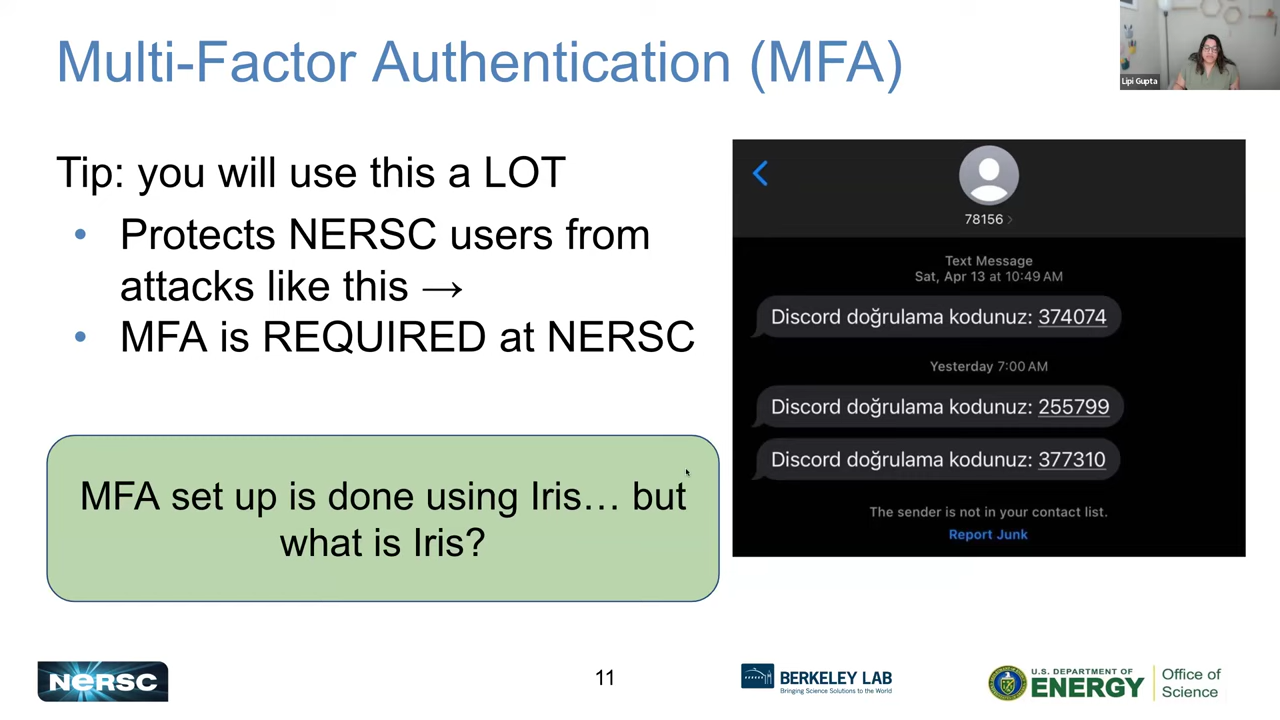 Multi-Factor Authentication (MFA)
Lipi Gupta
Tip: you will use this a LOT
• Protects NERSC users from
attacks like this →
• MFA is REQUIRED at NERSC
MFA set up is done using Iris… but
what is Iris?
78156
Text Message
Sat, Apr 13 at 10:49 AM
Discord doğrulama kodunuz: 374074
Yesterday 7:00 AM
Discord doğrulama kodunuz: 255799
Discord doğrulama kodunuz: 377310
The sender is not in your contact list.
Report Junk
NERSC
11
BERKELEY LAB
Bringing Science Solutions to the World
U.S. DEPARTMENT OF
ENERGY
Office of
Science